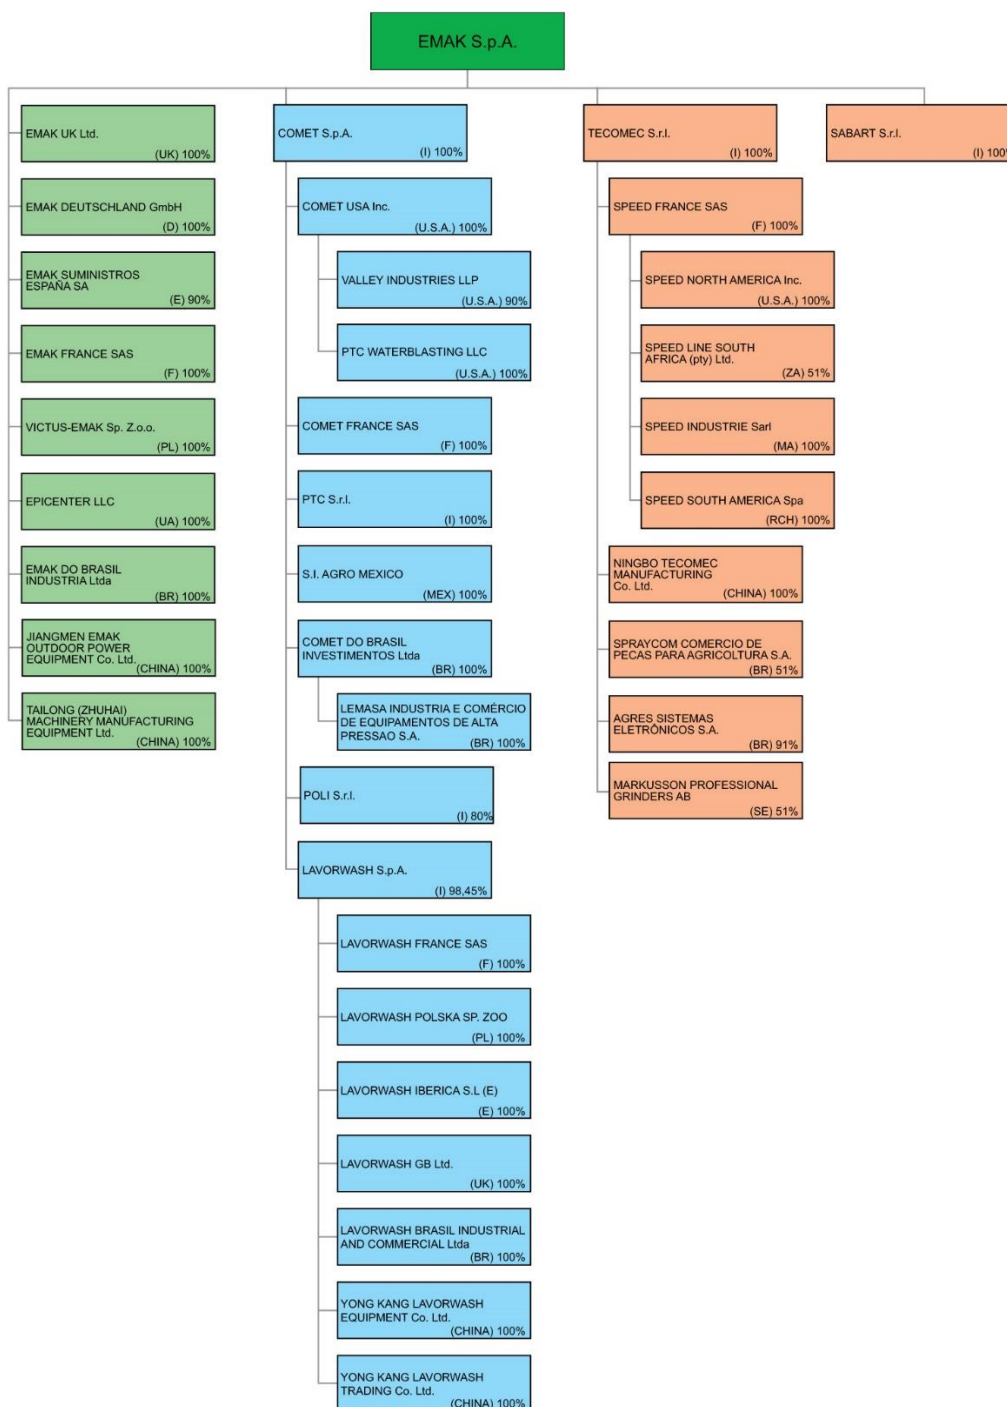 EMAK S.p.A.
EMAK UK Ltd.
(UK) 100%
EMAK DEUTSCHLAND GmbH
(D) 100%
EMAK SUMINISTROS
ESPAÑA SA
(E) 90%
EMAK FRANCE SAS
(F) 100%
VICTUS-EMAK Sp. Z.o.o.
(PL) 100%
EPICENTER LLC
(UA) 100%
EMAK DO BRASIL
INDUSTRIA Ltda
(BR) 100%
JIANGMEN EMAK
OUTDOOR POWER
EQUIPMENT Co. Ltd.
(CHINA) 100%
TAILONG (ZHUHAI)
MACHINERY MANUFACTURING
EQUIPMENT Ltd.
(CHINA) 100%
COMET S.p.A.
(I) 100%
COMET USA Inc.
(U.S.A.) 100%
VALLEY INDUSTRIES LLP
(U.S.A.) 90%
PTC WATERBLASTING LLC
(U.S.A.) 100%
COMET FRANCE SAS
(F) 100%
PTC S.r.l.
(I) 100%
S.I. AGRO MEXICO
(MEX) 100%
COMET DO BRASIL
INVESTIMENTOS Ltda
(BR) 100%
LEMASA INDUSTRIA E COMÉRCIO
DE EQUIPAMENTOS DE ALTA
PRESSAO S.A.
(BR) 100%
POLI S.r.l.
(I) 80%
LAVORWASH S.p.A.
(I) 98,45%
LAVORWASH FRANCE SAS
(F) 100%
LAVORWASH POLSKA SP. ZOO
(PL) 100%
LAVORWASH IBERICA S.L (E)
(E) 100%
LAVORWASH GB Ltd.
(UK) 100%
LAVORWASH BRASIL INDUSTRIAL
AND COMMERCIAL Ltda
(BR) 100%
YONG KANG LAVORWASH
EQUIPMENT Co. Ltd.
(CHINA) 100%
YONG KANG LAVORWASH
TRADING Co. Ltd.
(CHINA) 100%
TECOMEC S.r.l.
(I) 100%
SPEED FRANCE SAS
(F) 100%
SPEED NORTH AMERICA Inc.
(U.S.A.) 100%
SPEED LINE SOUTH
AFRICA (pty) Ltd.
(ZA) 51%
SPEED INDUSTRIE Sarl
(MA) 100%
SPEED SOUTH AMERICA Spa
(RCH) 100%
NINGBO TECOMEC
MANUFACTURING
Co. Ltd.
(CHINA) 100%
SPRAYCOM COMERCIO DE
PECAS PARA AGRICOLTURA S.A.
(BR) 51%
AGRES SISTEMAS
ELETRÔNICOS S.A.
(BR) 91%
MARKUSSON PROFESSIONAL
GRINDERS AB
(SE) 51%
SABART S.r.l.
(I) 100%